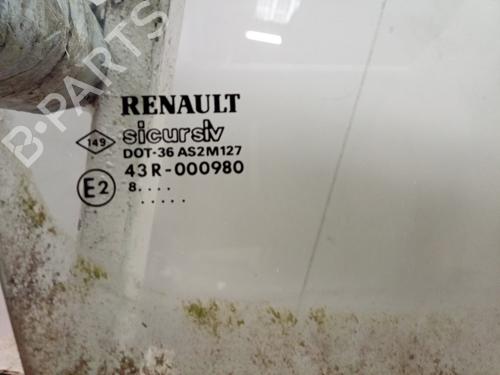 B-PARTS
RENAULT
149
sicursiv
DOT-36 AS2M127
43R-000980
E2
8....
.....